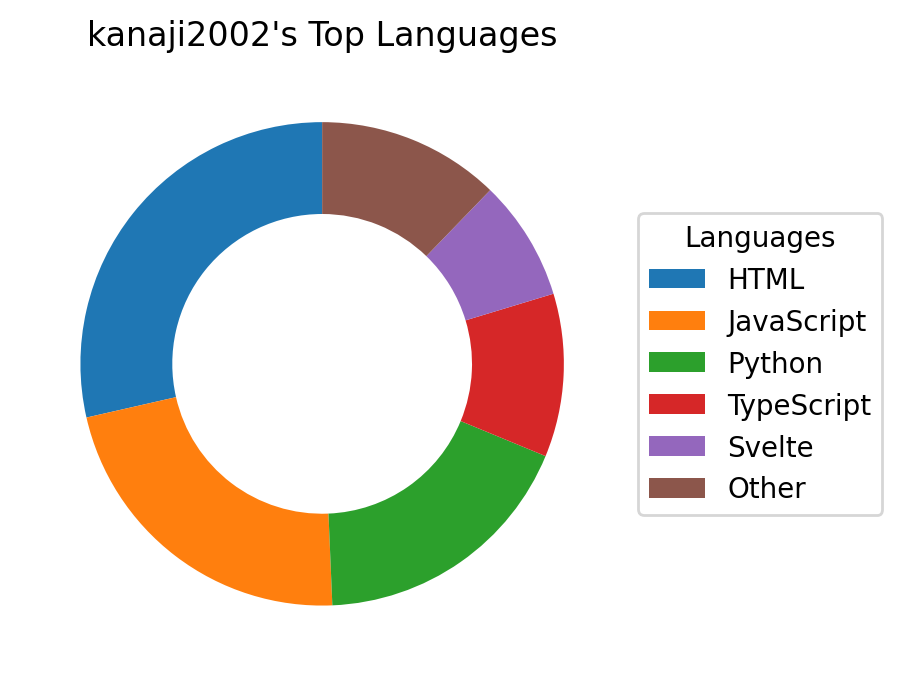 kanaji2002's Top Languages
Languages
HTML
JavaScript
Python
TypeScript
Svelte
Other